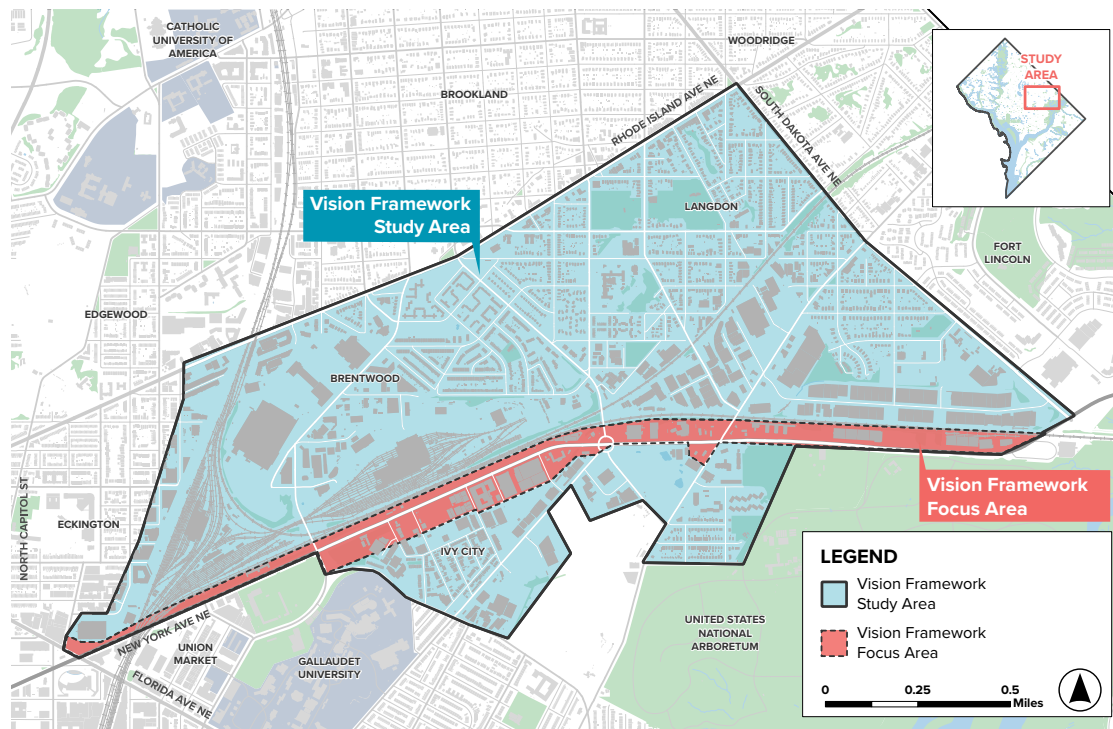 CATHOLIC
UNIVERSITY OF
AMERICA
WOODRIDGE
BROOKLAND
RHODE ISLAND AVE NE
SOUTH DAKOTA AVE NE
STUDY
AREA
Vision Framework
Study Area
LANGDON
FORT
LINCOLN
EDGEWOOD
BRENTWOOD
NORTH CAPITOL ST
ECKINGTON
IVY CITY
Vision Framework
Focus Area
NEW YORK AVE NE
UNION
MARKET
FLORIDA AVE NE
GALLAUDET
UNIVERSITY
UNITED STATES
NATIONAL
ARBORETUM
LEGEND
Vision Framework
Study Area
Vision Framework
Focus Area
0 0.25 0.5
Miles